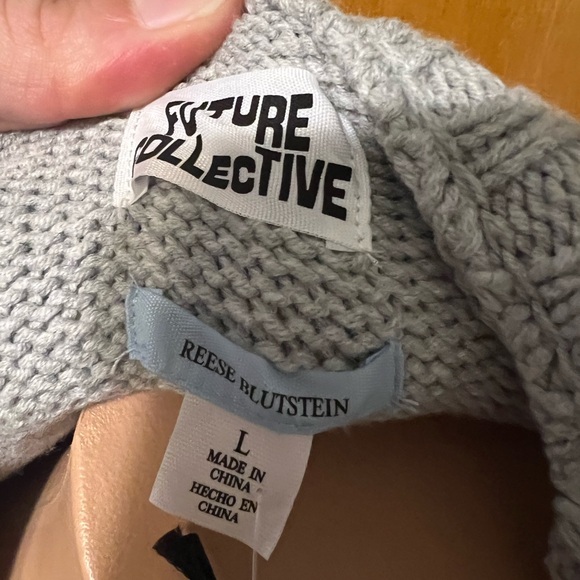 FUTURE
COLLECTIVE
REESE BLUTSTEIN
L
MADE IN
CHINA
HECHO EN
CHINA